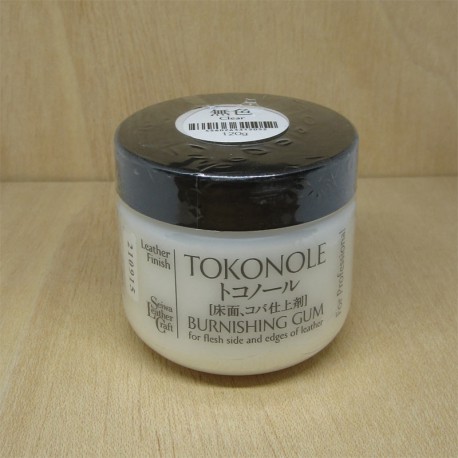 無色
Clear
120g
Leather
Finish
TOKONOLE
トコノール
[床面、コバ仕上剤]
BURNISHING GUM
for flesh side and edges of leather
Seiwa
Leather
Craft
210915
For Professional